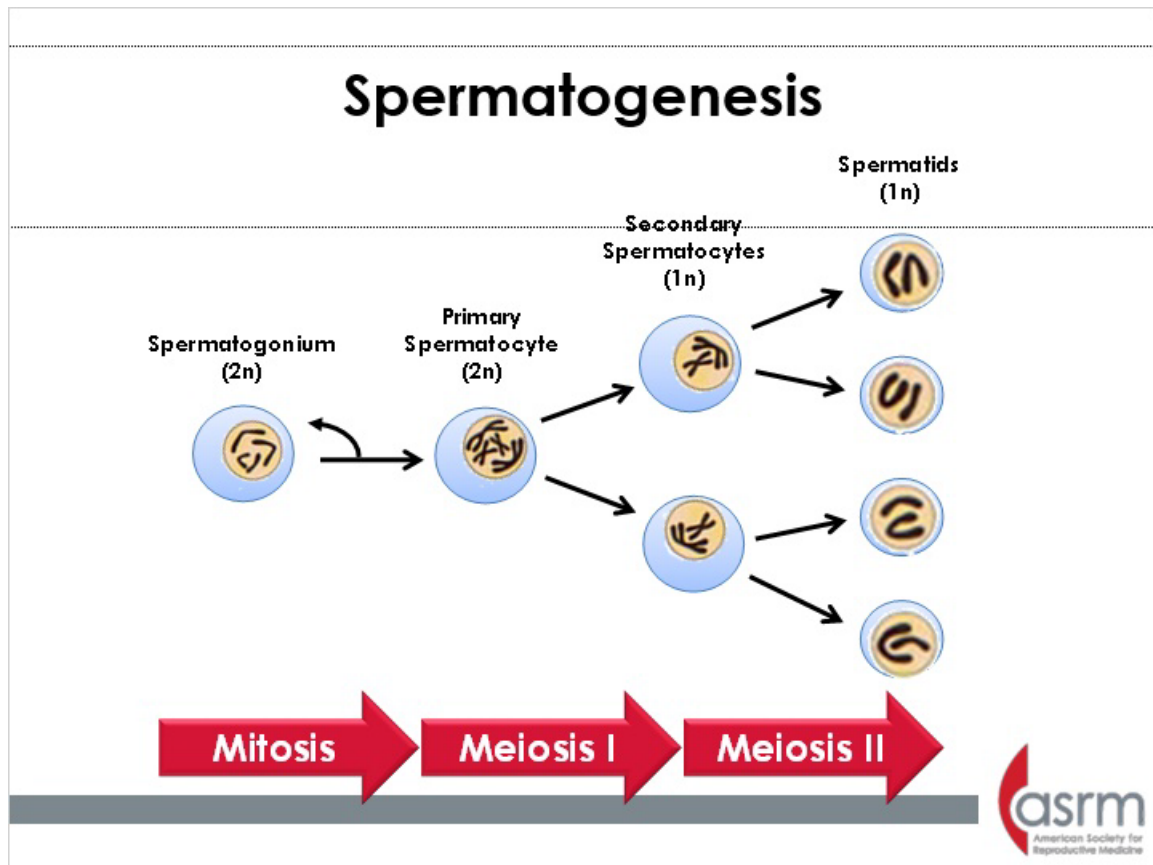 Spermatogenesis
Spermatids
(1n)
Secondary
Spermatocytes
(1n)
Primary
Spermatocyte
(2n)
Spermatogonium
(2n)
Mitosis
Meiosis I
Meiosis II
asrm
American Society for
Reproductive Medicine